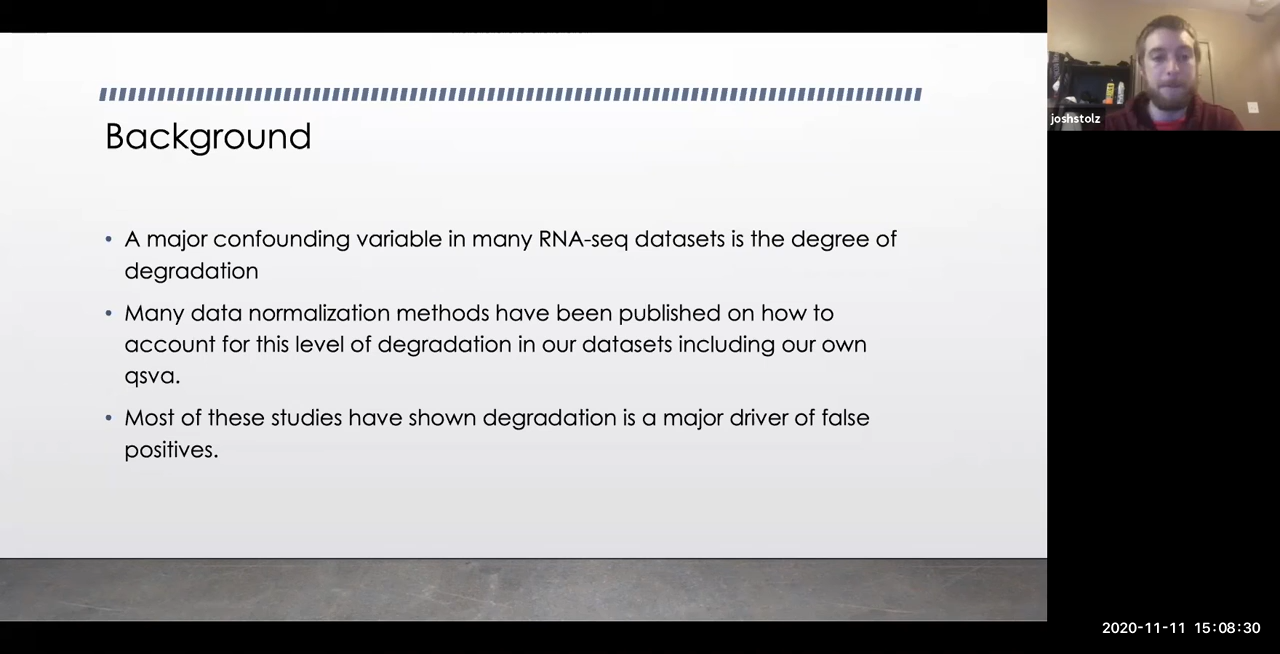 Background
• A major confounding variable in many RNA-seq datasets is the degree of
degradation
• Many data normalization methods have been published on how to
account for this level of degradation in our datasets including our own
qsva.
• Most of these studies have shown degradation is a major driver of false
positives.
joshstolz
2020-11-11 15:08:30